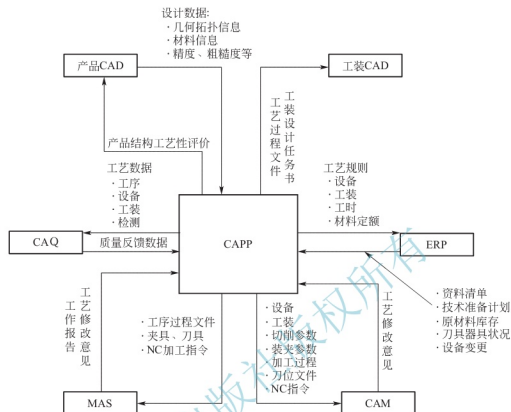 设计数据:
·几何拓扑信息
·材料信息
·精度、粗糙度等
产品CAD
工装CAD
产品结构工艺性评价
工艺过程文件
工装设计任务书
工艺数据
·工序
·设备
·工装
·检测
工艺规则
·设备
·工装
·工时
·材料定额
CAQ
质量反馈数据
CAPP
ERP
工作报告
工艺修改意见
·工序过程文件
·夹具、刀具
·NC加工指令
·设备
·工装
·切削参数
·装夹参数
·加工过程
·刀位文件
·NC指令
工艺修改意见
·资料清单
·技术准备计划
·原材料库存
·刀具器具状况
·设备变更
MAS
CAM
版社版权所有